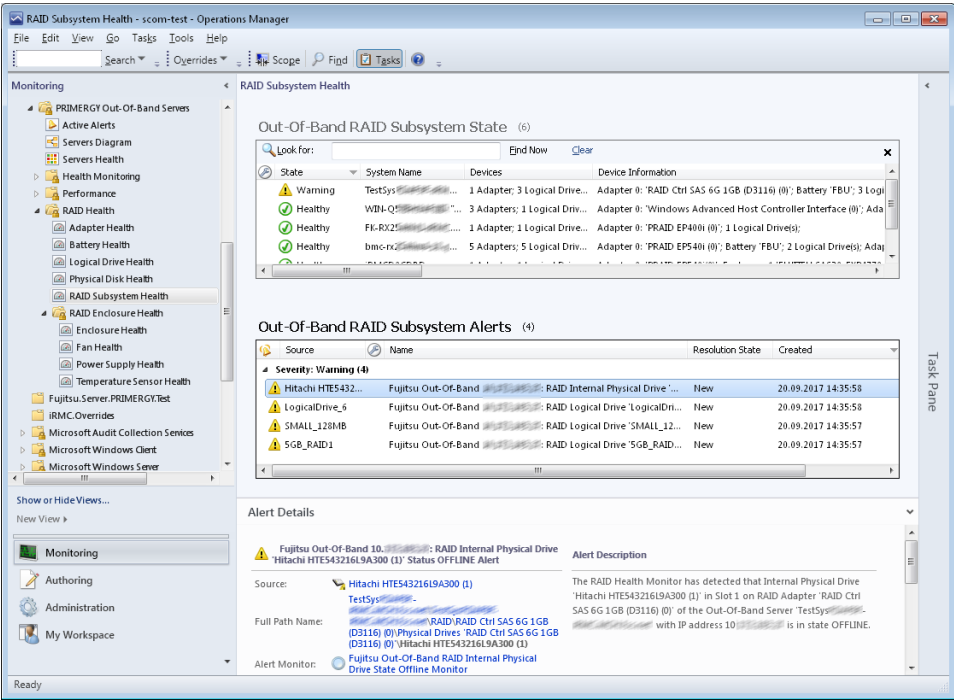 RAID Subsystem Health - scom-test - Operations Manager
File Edit View Go Tasks Tools Help
Search Overrides Scope Find Tasks
Monitoring
PRIMERGY Out-Of-Band Servers
Active Alerts
Servers Diagram
Servers Health
Health Monitoring
Performance
RAID Health
Adapter Health
Battery Health
Logical Drive Health
Physical Disk Health
RAID Subsystem Health
RAID Enclosure Health
Enclosure Health
Fan Health
Power Supply Health
Temperature Sensor Health
Fujitsu.Server.PRIMERGY.Test
iRMC.Overrides
Microsoft Audit Collection Services
Microsoft Windows Client
Microsoft Windows Server
Show or Hide Views...
New View
Monitoring
Authoring
Administration
My Workspace
RAID Subsystem Health
Out-Of-Band RAID Subsystem State (6)
Look for: Find Now Clear
State System Name Devices Device Information
Warning TestSys ... 1 Adapter; 3 Logical Drive... Adapter 0: 'RAID Ctrl SAS 6G 1GB (D3116) (0)'; Battery 'FBU'; 3 Logi
Healthy WIN-Q "... 3 Adapters; 1 Logical Driv... Adapter 0: 'Windows Advanced Host Controller Interface (0)'; Ada
Healthy FK-RX25 ... 1 Adapter; 1 Logical Drive... Adapter 0: 'PRAID EP400i (0)'; 1 Logical Drive(s);
Healthy bmc-rx2 ... 5 Adapters; 5 Logical Driv... Adapter 0: 'PRAID EP540i (0)'; Battery 'FBU'; 2 Logical Drive(s); Adap
Out-Of-Band RAID Subsystem Alerts (4)
Source Name Resolution State Created
Severity: Warning (4)
Hitachi HTE5432... Fujitsu Out-Of-Band : RAID Internal Physical Drive '... New 20.09.2017 14:35:58
LogicalDrive_6 Fujitsu Out-Of-Band : RAID Logical Drive 'LogicalDri... New 20.09.2017 14:35:58
SMALL_128MB Fujitsu Out-Of-Band : RAID Logical Drive 'SMALL_12... New 20.09.2017 14:35:57
5GB_RAID1 Fujitsu Out-Of-Band : RAID Logical Drive '5GB_RAID... New 20.09.2017 14:35:57
Alert Details
Fujitsu Out-Of-Band 10. : RAID Internal Physical Drive
'Hitachi HTE543216L9A300 (1)' Status OFFLINE Alert
Source: Hitachi HTE543216L9A300 (1)
Full Path Name: TestSys -
\RAID\RAID Ctrl SAS 6G 1GB
(D3116) (0)\Physical Drives 'RAID Ctrl SAS 6G 1GB
(D3116) (0)'\Hitachi HTE543216L9A300 (1)
Alert Monitor: Fujitsu Out-Of-Band RAID Internal Physical
Drive State Offline Monitor
Alert Description
The RAID Health Monitor has detected that Internal Physical Drive
'Hitachi HTE543216L9A300 (1)' in Slot 1 on RAID Adapter 'RAID Ctrl
SAS 6G 1GB (D3116) (0)' of the Out-Of-Band Server 'TestSys -
with IP address 10 is in state OFFLINE.
Task Pane
Ready